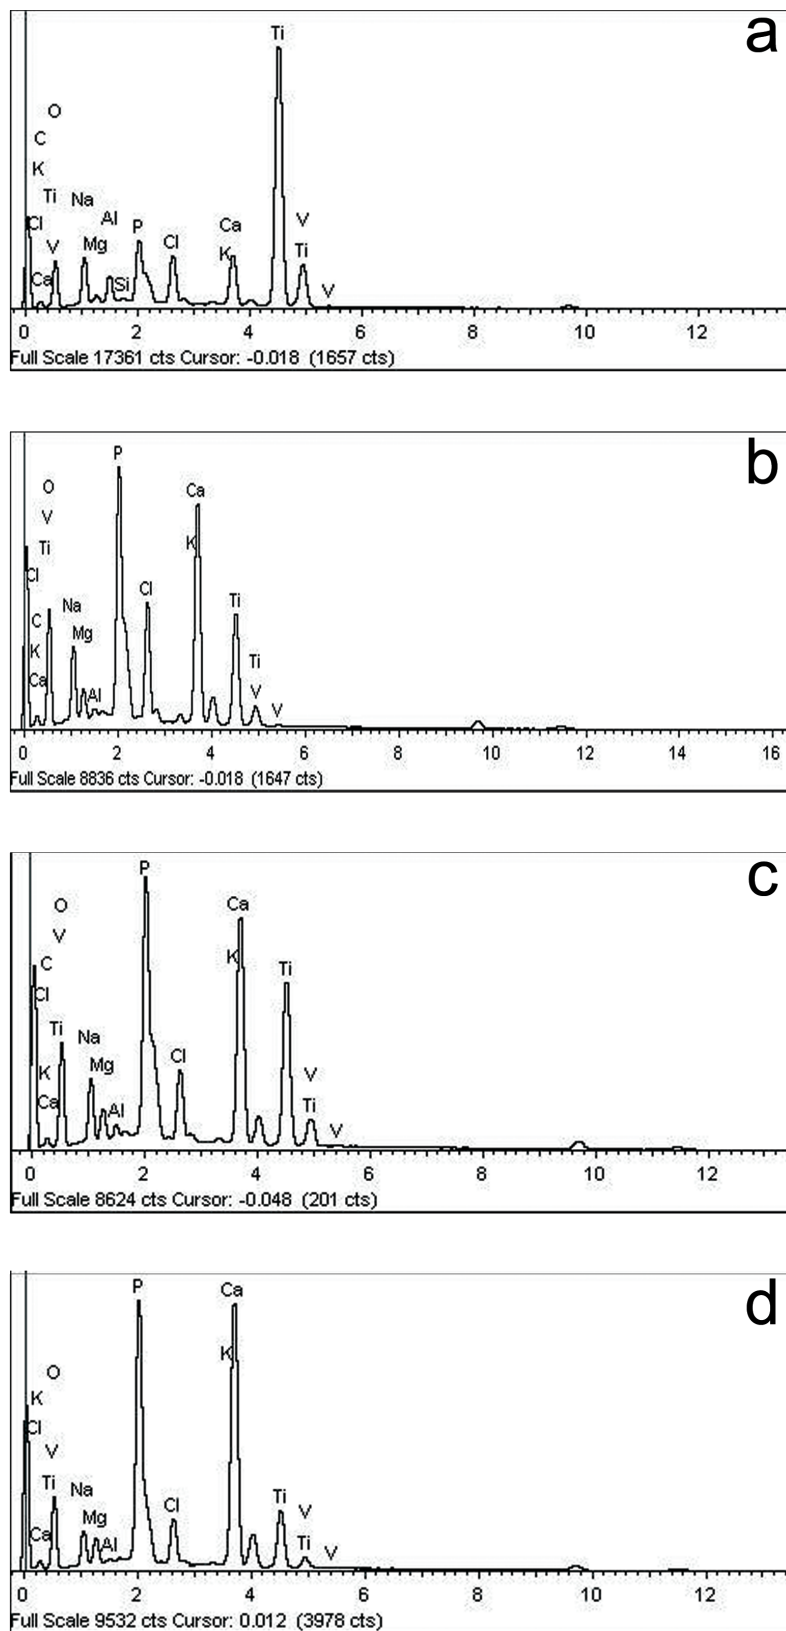 a
Ti
O
C
K
Ti Na
Al
Cl P Ca V
V Mg Cl K Ti
Ca Si V
0 2 4 6 8 10 12
Full Scale 17361 cts Cursor: -0.018 (1657 cts)
b
P
O Ca
V
Ti K
Cl Cl
Na Ti
C Mg
K Ti
Ca Al V V
0 2 4 6 8 10 12 14 16
Full Scale 8836 cts Cursor: -0.018 (1647 cts)
c
P
O Ca
V
C K Ti
Cl
Ti Na Cl
K Mg V
Ca Al Ti
V
0 2 4 6 8 10 12
Full Scale 8624 cts Cursor: -0.048 (201 cts)
d
P Ca
K
O
K
Cl
V
Ti Na Ti
Mg Cl V
Ca Al Ti V
0 2 4 6 8 10 12
Full Scale 9532 cts Cursor: 0.012 (3978 cts)